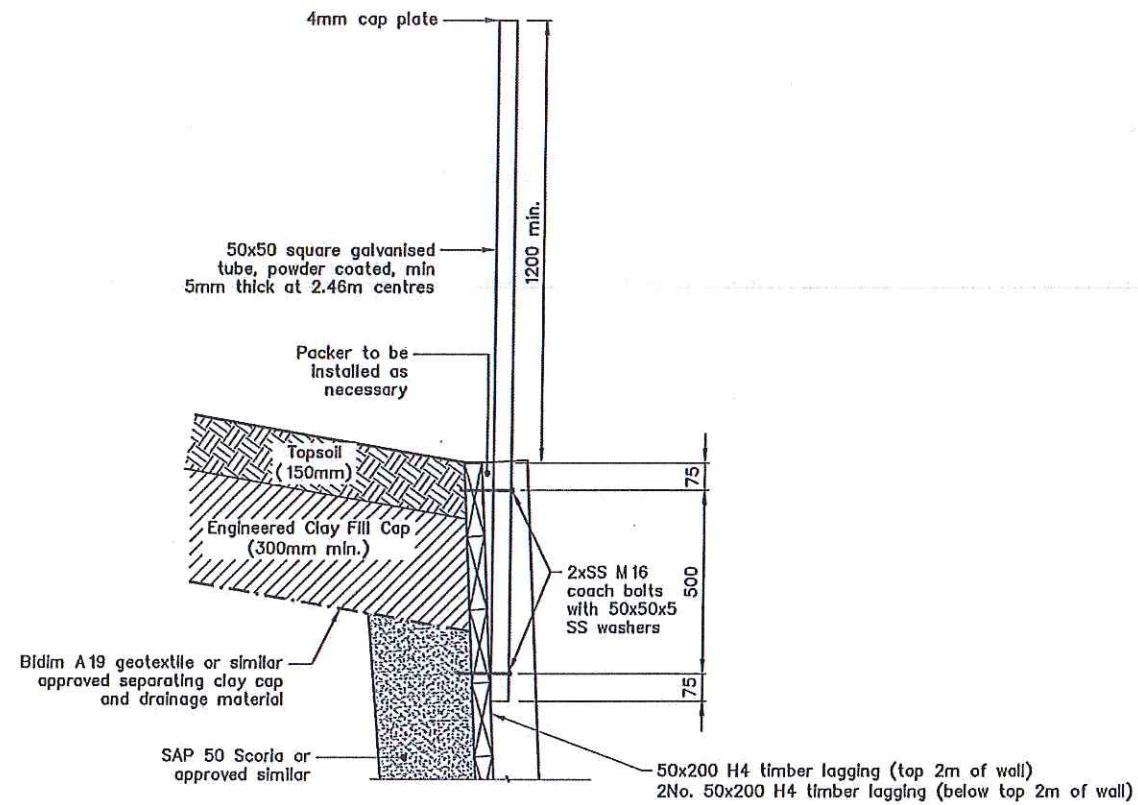 4mm cap plate
50x50 square galvanised
tube, powder coated, min
5mm thick at 2.46m centres
1200 min.
Packer to be
installed as
necessary
Topsoil
(150mm)
Engineered Clay Fill Cap
(300mm min.)
75
500
75
2xSS M16
coach bolts
with 50x50x5
SS washers
Bidim A19 geotextile or similar
approved separating clay cap
and drainage material
SAP 50 Scoria or
approved similar
50x200 H4 timber lagging (top 2m of wall)
2No. 50x200 H4 timber lagging (below top 2m of wall)